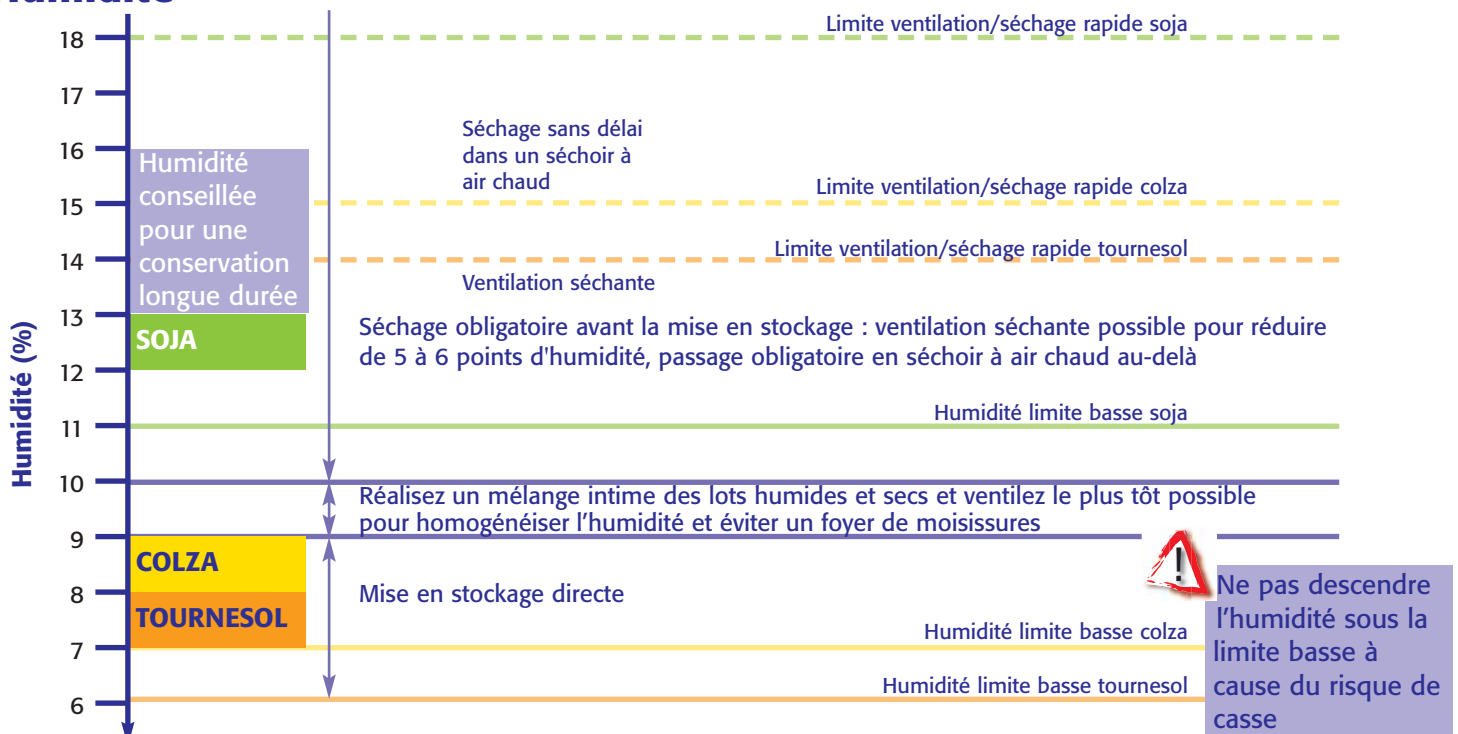 18
Limite ventilation/séchage rapide soja
17
16
Séchage sans délai
dans un séchoir à
air chaud
Humidité
conseillée
pour une
conservation
longue durée
15
Limite ventilation/séchage rapide colza
14
Limite ventilation/séchage rapide tournesol
Ventilation séchante
13
SOJA
Séchage obligatoire avant la mise en stockage : ventilation séchante possible pour réduire
de 5 à 6 points d'humidité, passage obligatoire en séchoir à air chaud au-delà
12
Humidité (%)
11
Humidité limite basse soja
10
Réalisez un mélange intime des lots humides et secs et ventilez le plus tôt possible
pour homogénéiser l'humidité et éviter un foyer de moisissures
9
COLZA
8
Mise en stockage directe
TOURNESOL
7
Humidité limite basse colza
6
Humidité limite basse tournesol
!
Ne pas descendre
l'humidité sous la
limite basse à
cause du risque de
casse